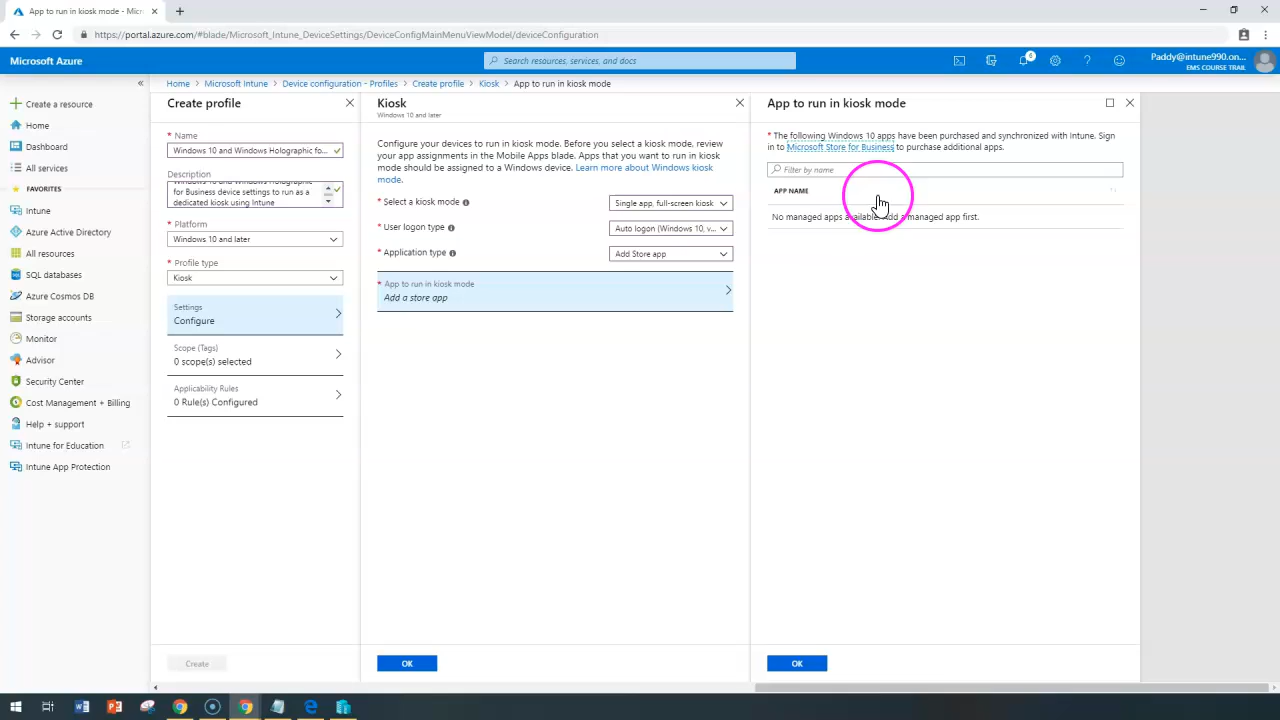 App to run in kiosk mode - Micro
https://portal.azure.com/#blade/Microsoft_Intune_DeviceSettings/DeviceConfigMainMenuViewModel/deviceConfiguration
Microsoft Azure
Search resources, services, and docs
6
Paddy@intune990.on...
EMS COURSE TRAIL
Create a resource
Home
Dashboard
All services
FAVORITES
Intune
Azure Active Directory
All resources
SQL databases
Azure Cosmos DB
Storage accounts
Monitor
Advisor
Security Center
Cost Management + Billing
Help + support
Intune for Education
Intune App Protection
Home > Microsoft Intune > Device configuration - Profiles > Create profile > Kiosk > App to run in kiosk mode
Create profile
* Name
Windows 10 and Windows Holographic fo...
Description
Windows 10 and Windows Holographic
for Business device settings to run as a
dedicated kiosk using Intune
* Platform
Windows 10 and later
* Profile type
Kiosk
Settings
Configure
Scope (Tags)
0 scope(s) selected
Applicability Rules
0 Rule(s) Configured
Create
Kiosk
Windows 10 and later
Configure your devices to run in kiosk mode. Before you select a kiosk mode, review
your app assignments in the Mobile Apps blade. Apps that you want to run in kiosk
mode should be assigned to a Windows device. Learn more about Windows kiosk
mode.
* Select a kiosk mode
Single app, full-screen kiosk
* User logon type
Auto logon (Windows 10, v...
* Application type
Add Store app
* App to run in kiosk mode
Add a store app
OK
App to run in kiosk mode
* The following Windows 10 apps have been purchased and synchronized with Intune. Sign
in to Microsoft Store for Business to purchase additional apps.
Filter by name
APP NAME
No managed apps available. Add a managed app first.
OK